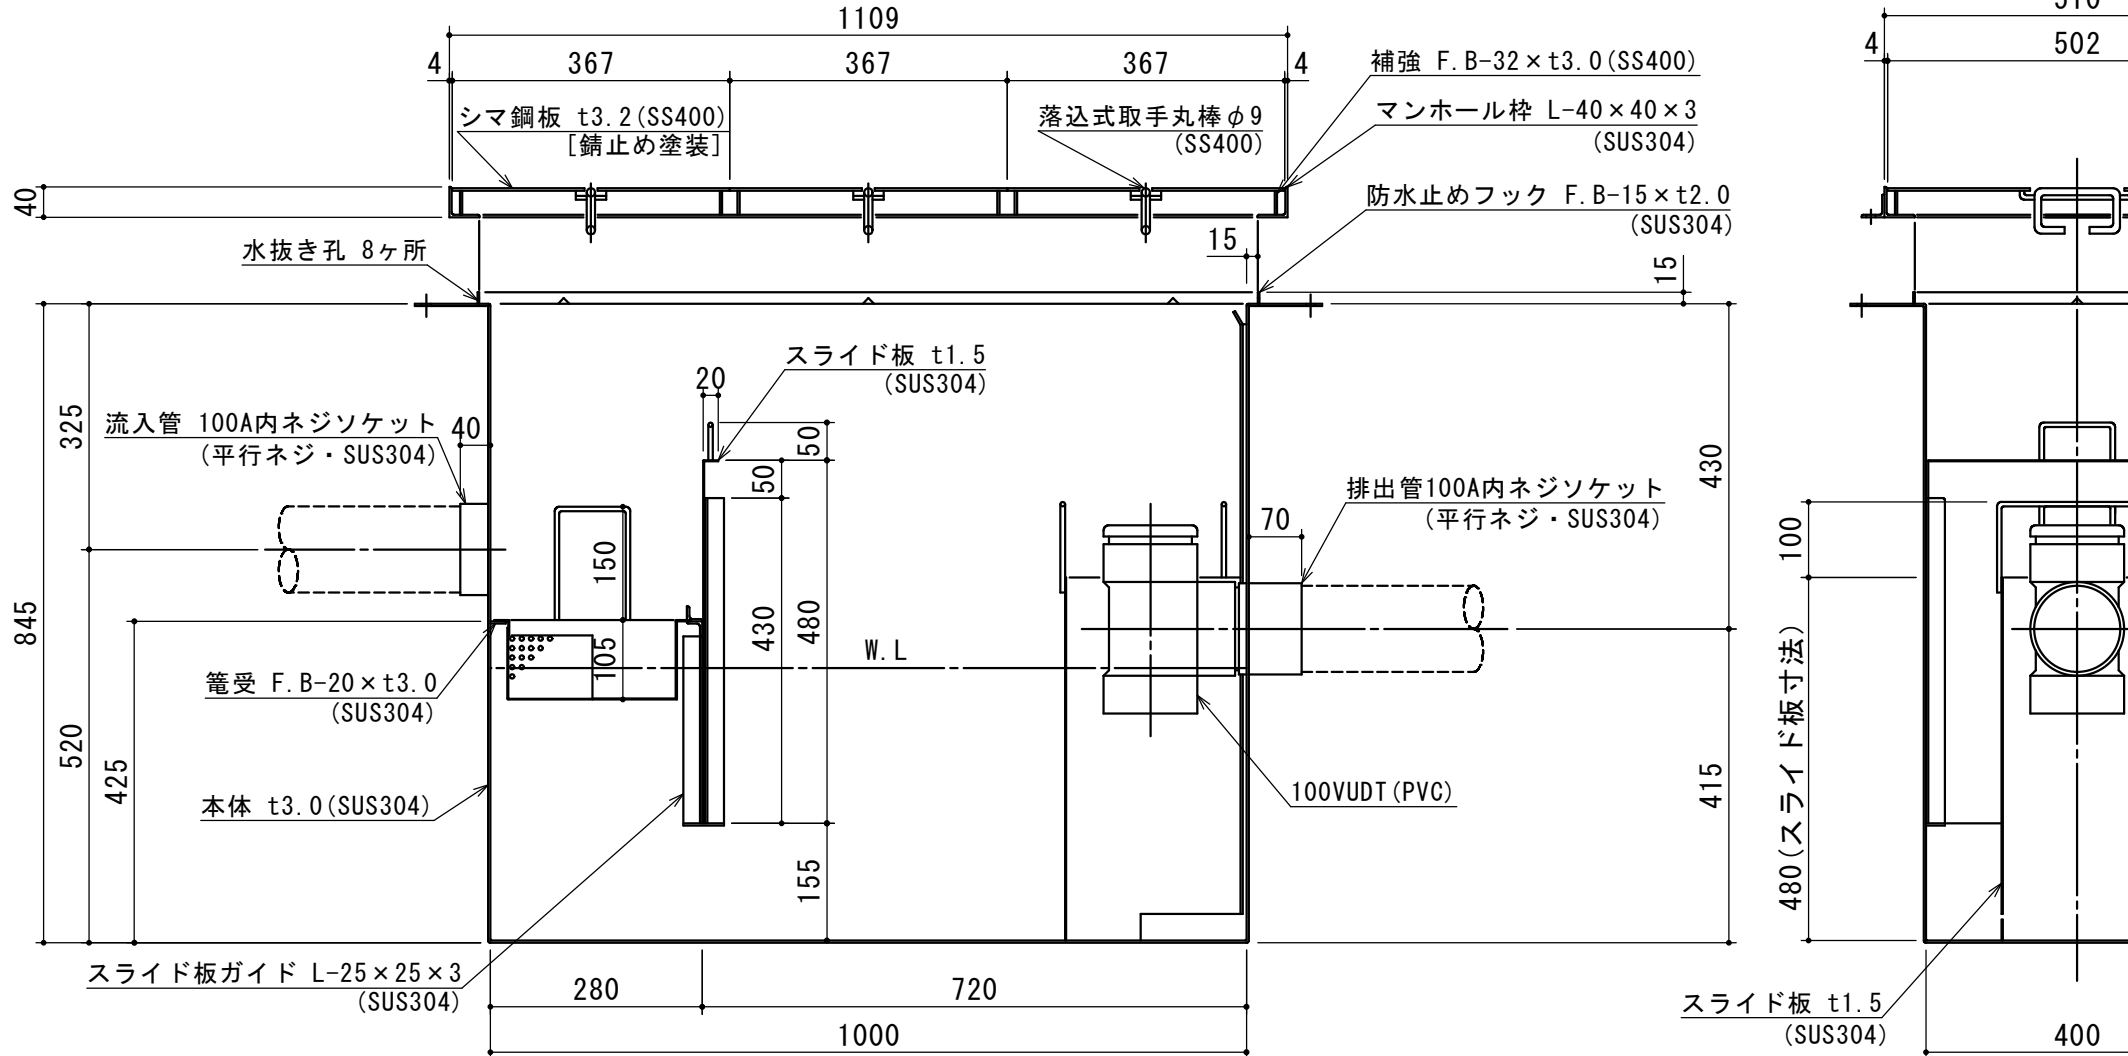 1109
510
4
367
367
367
4
4
502
補強 F.B-32×t3.0(SS400)
シマ鋼板 t3.2(SS400)
[錆止め塗装]
落込式取手丸棒φ9
(SS400)
マンホール枠 L-40×40×3
(SUS304)
40
防水止めフック F.B-15×t2.0
(SUS304)
水抜き孔 8ヶ所
15
15
スライド板 t1.5
(SUS304)
20
325
流入管 100A内ネジソケット
(平行ネジ・SUS304)
40
50
50
430
排出管100A内ネジソケット
(平行ネジ・SUS304)
70
100
150
845
430
480
W.L
105
籠受 F.B-20×t3.0
(SUS304)
520
425
本体 t3.0(SUS304)
100VUDT(PVC)
415
480(スライド板寸法)
155
スライド板ガイド L-25×25×3
(SUS304)
280
720
1000
スライド板 t1.5
(SUS304)
400